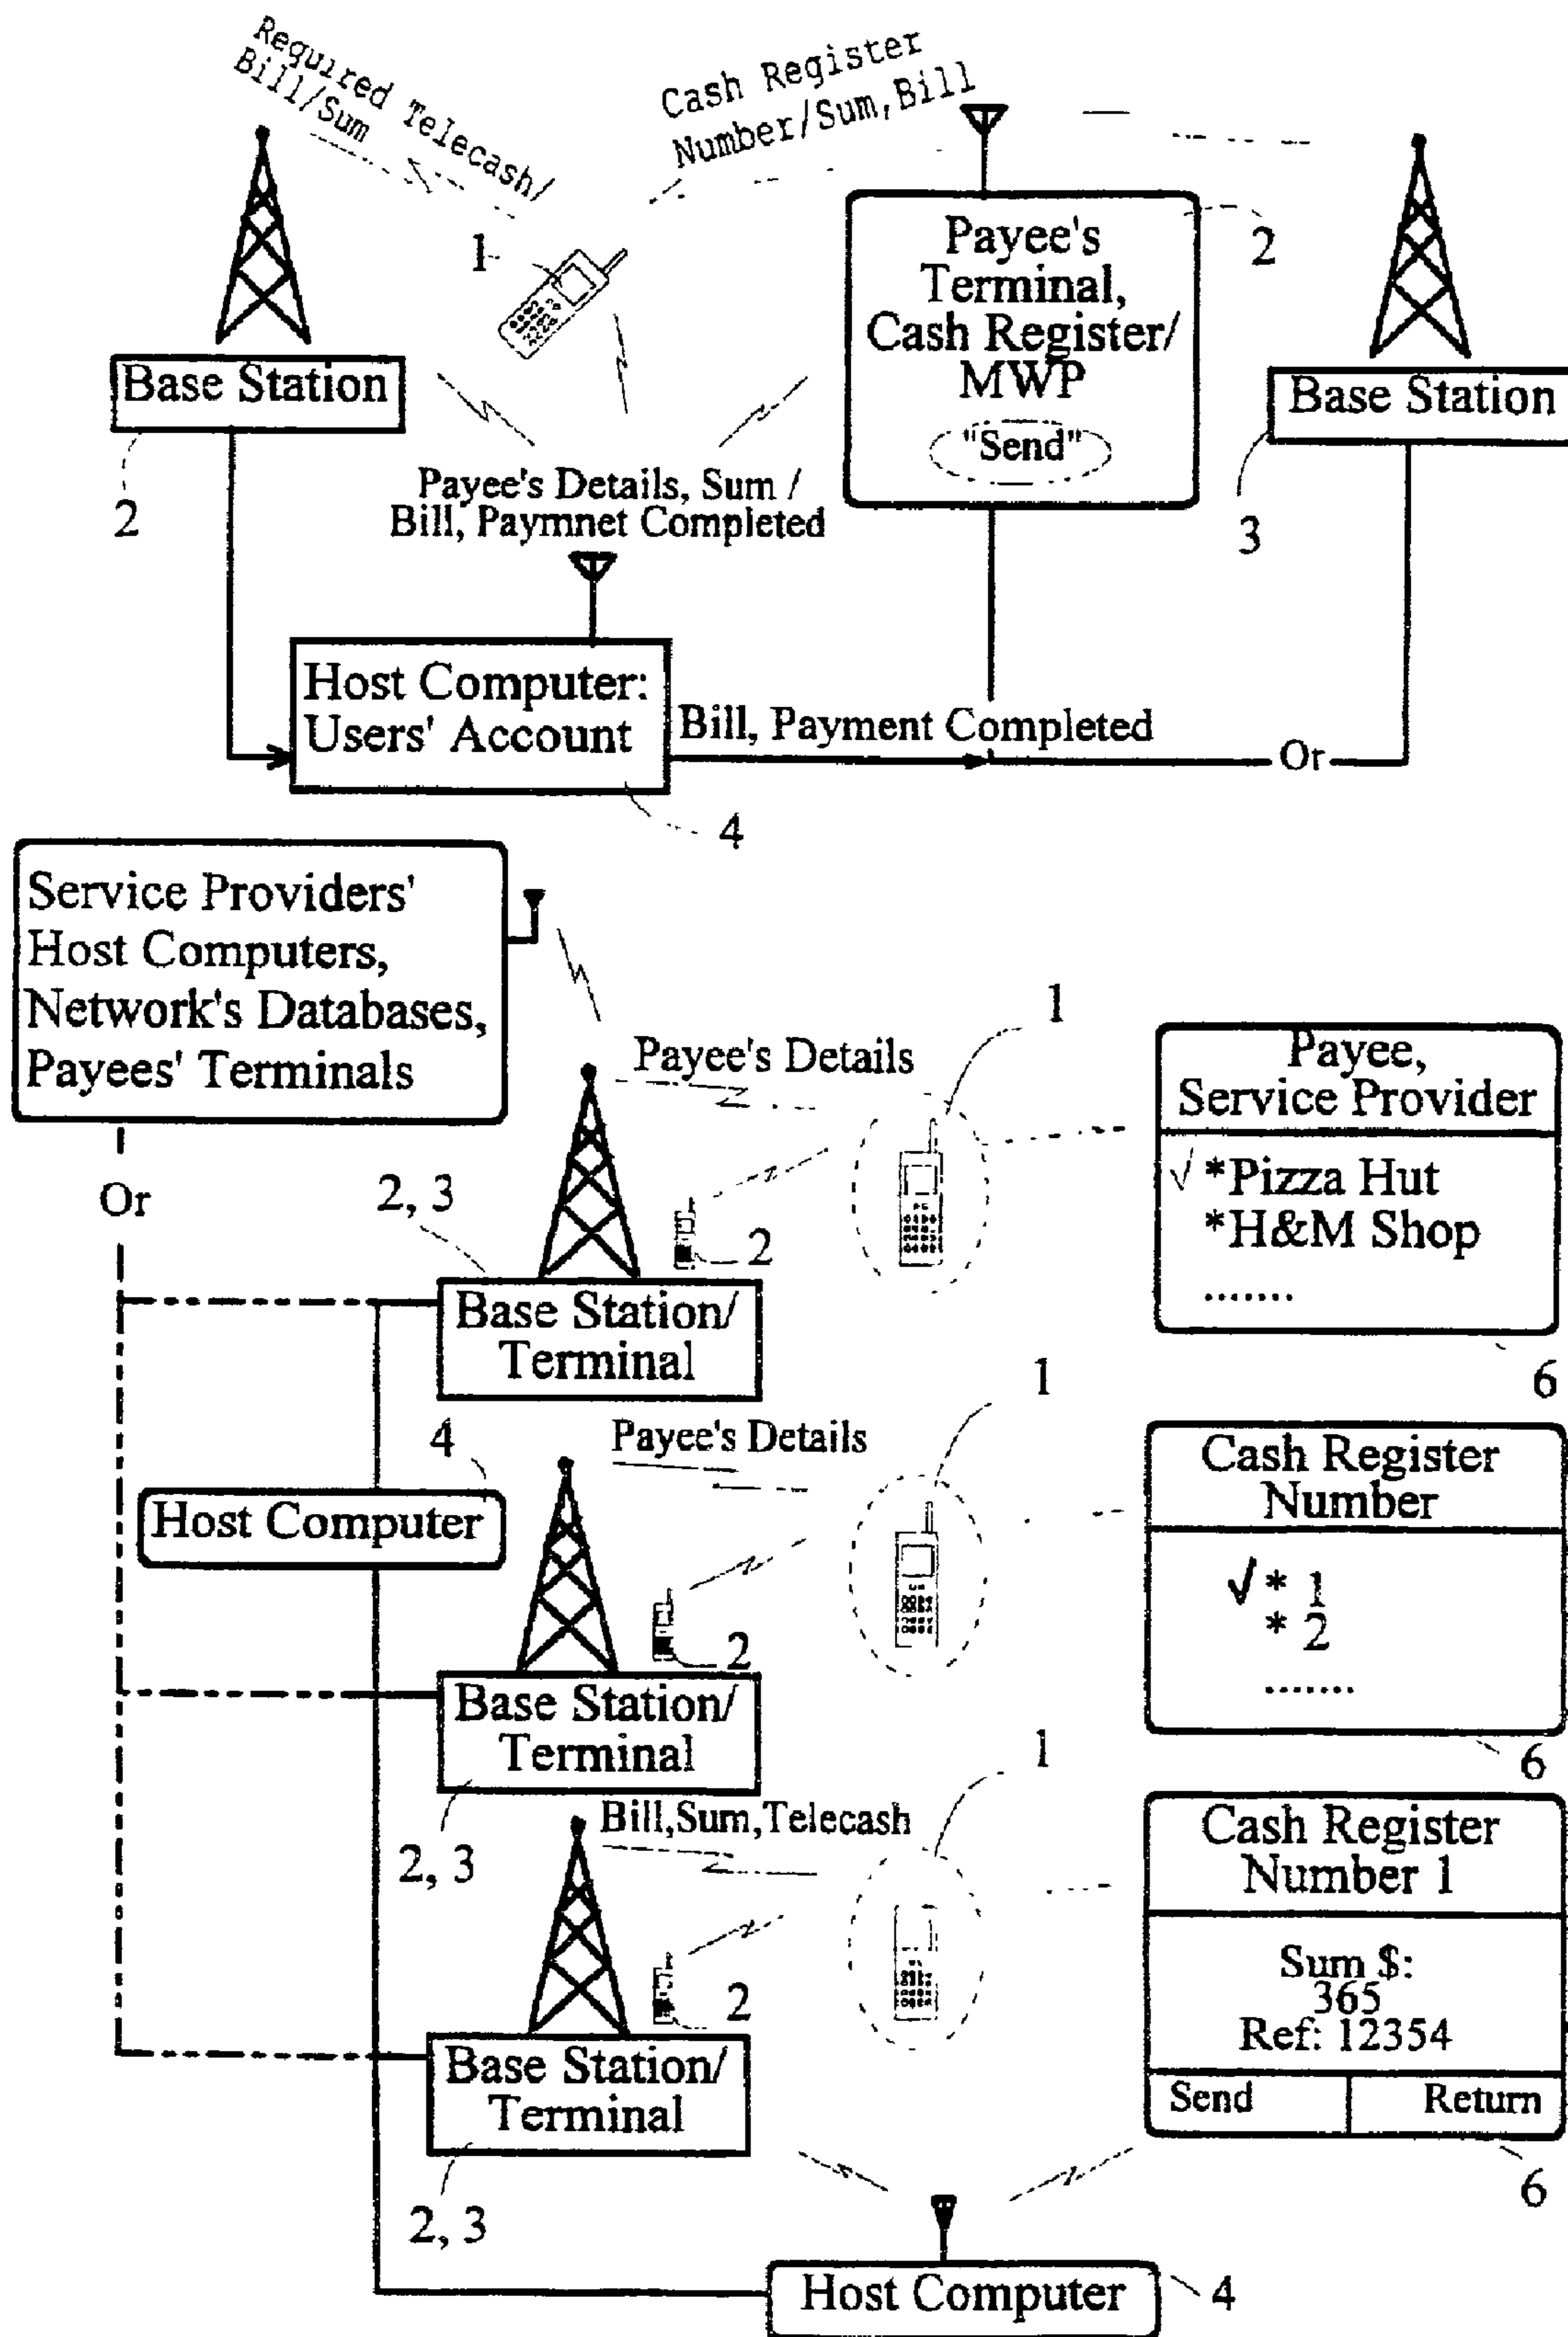 Required Telecash/
Bill/Sum
Cash Register
Number/Sum,Bill
1
Payee's
Terminal,
Cash Register/
MWP
"Send"
2
Base Station
2
Base Station
3
Payee's Details, Sum /
Bill, Paymnet Completed
Host Computer:
Users' Account
Bill, Payment Completed
Or
4
Service Providers'
Host Computers,
Network's Databases,
Payees' Terminals
Or
Payee's Details
1
2, 3
2
Base Station/
Terminal
Payee,
Service Provider
√ *Pizza Hut
*H&M Shop
.......
6
4
Host Computer
Payee's Details
1
2
Base Station/
Terminal
2, 3
Cash Register
Number
√ * 1
* 2
.......
6
Bill,Sum,Telecash
1
2
Base Station/
Terminal
2, 3
Cash Register
Number 1
Sum $:
365
Ref: 12354
Send
Return
6
Host Computer
4